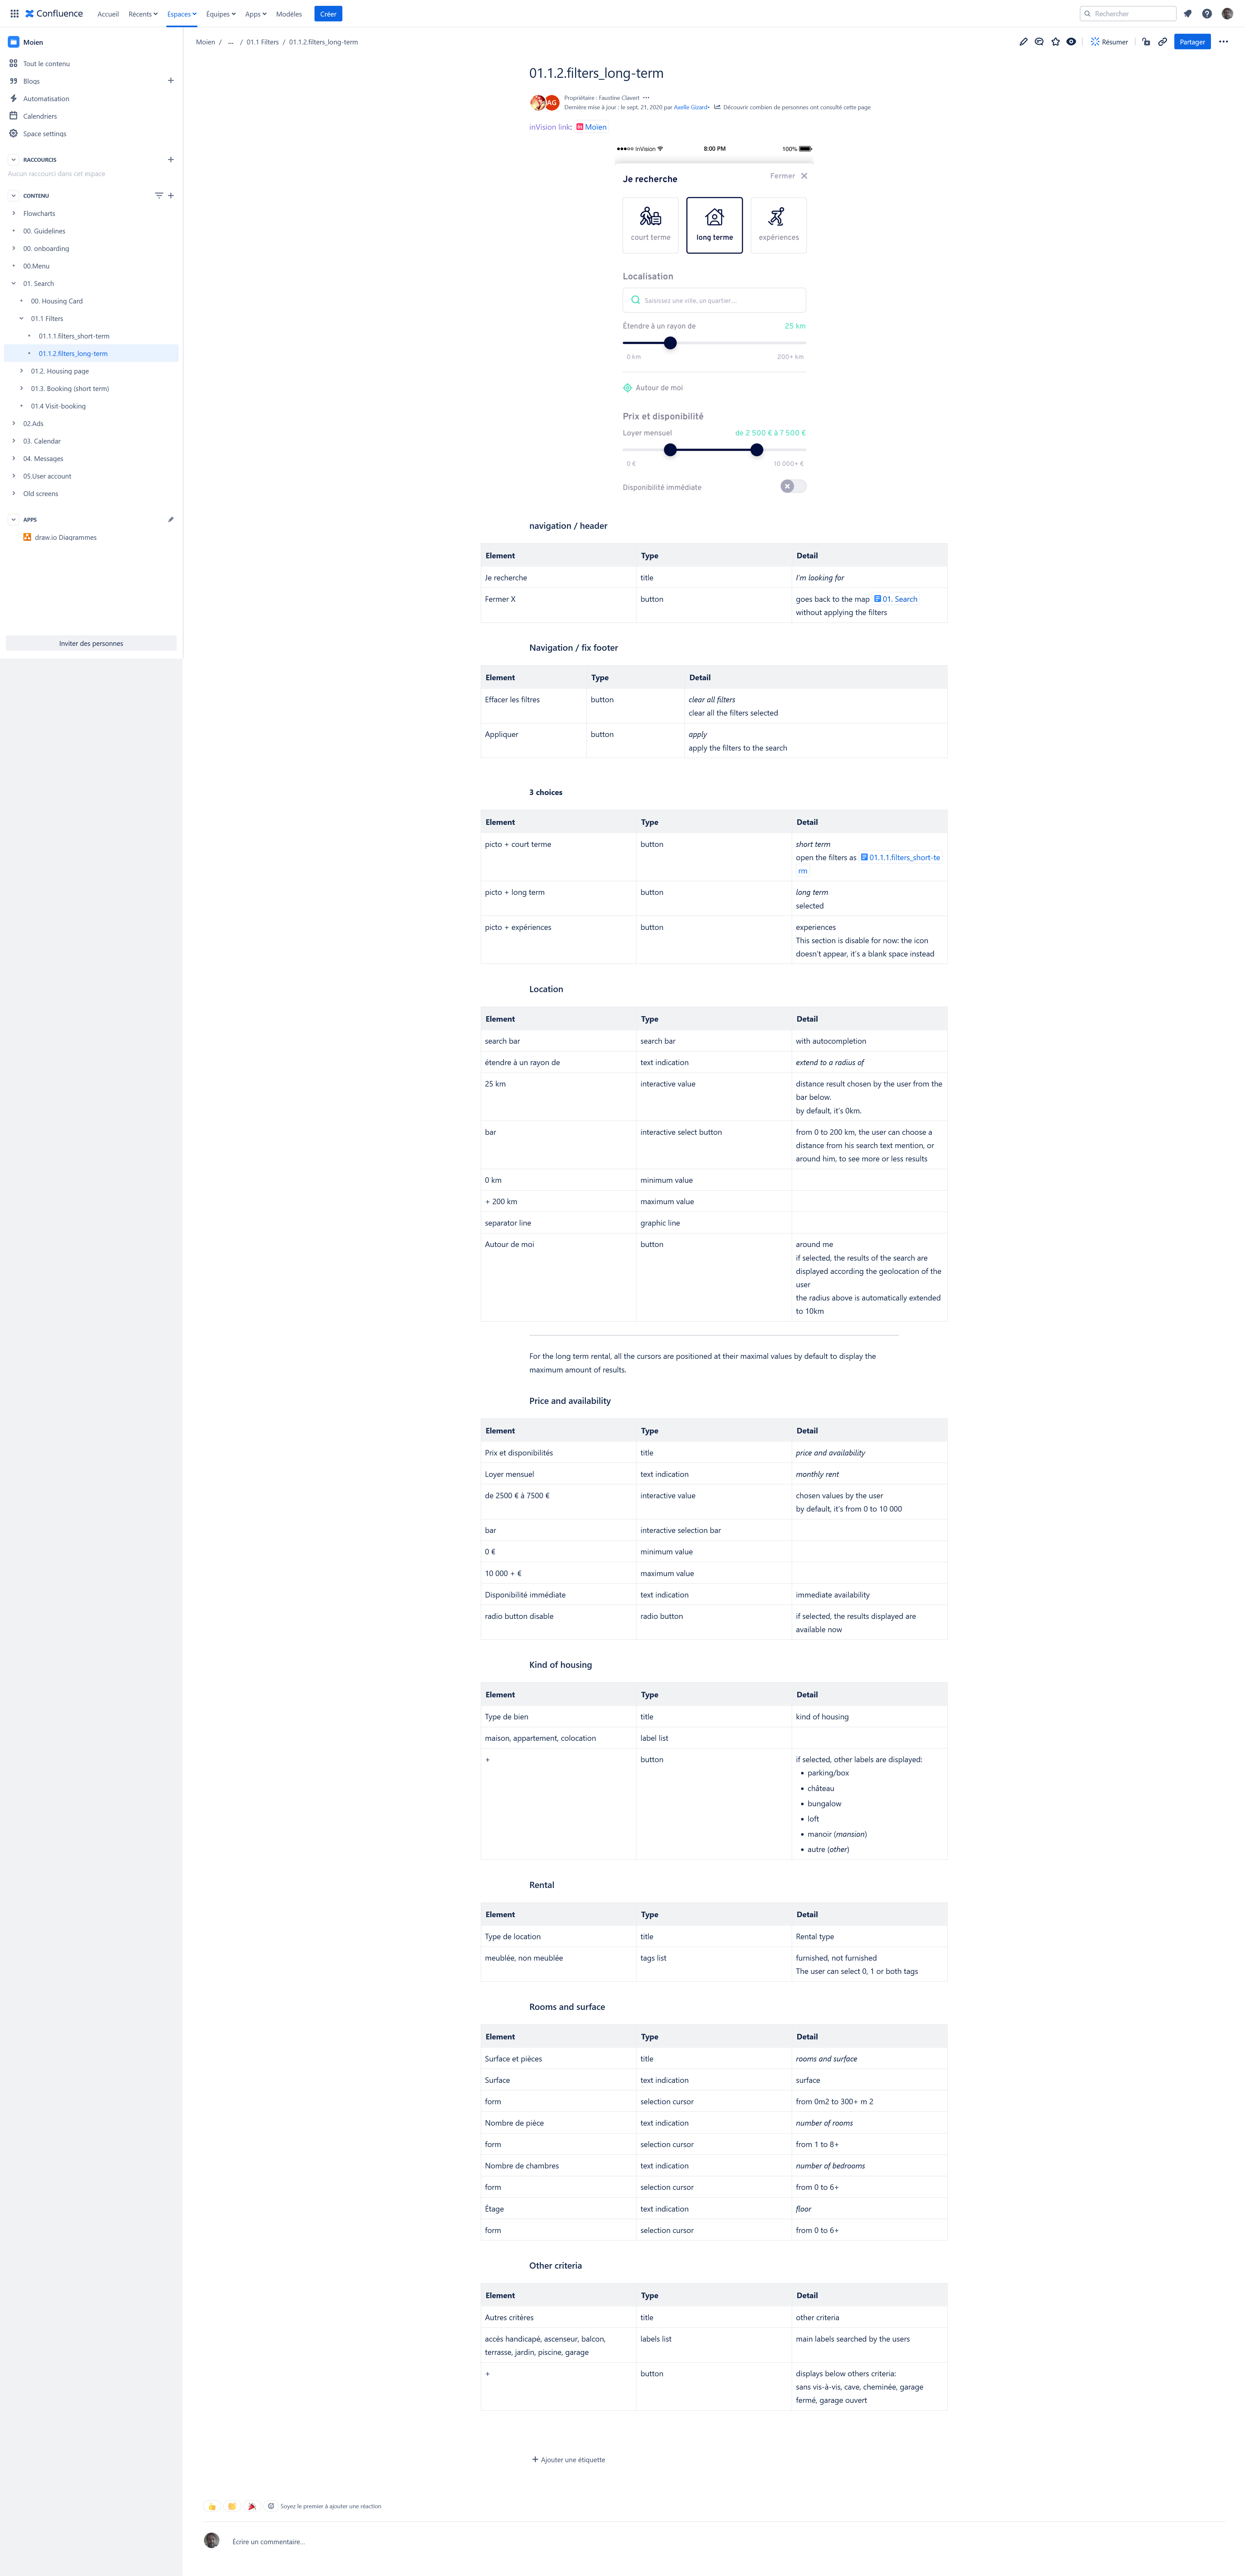 Confluence
Accueil Récents Espaces Équipes Apps Modèles Créer
Rechercher
Moien
Tout le contenu
Blogs
Automatisation
Calendriers
Space settings
RACCOURCIS
Aucun raccourci dans cet espace
CONTENU
Flowcharts
00. Guidelines
00. onboarding
00.Menu
01. Search
00. Housing Card
01.1 Filters
01.1.1.filters_short-term
01.1.2.filters_long-term
01.2. Housing page
01.3. Booking (short term)
01.4 Visit-booking
02.Ads
03. Calendar
04. Messages
05.User account
Old screens
APPS
draw.io Diagrammes
Inviter des personnes
Moien / ... / 01.1 Filters / 01.1.2.filters_long-term
Résumer Partager
01.1.2.filters_long-term
AG
Propriétaire : Faustine Clavert
Dernière mise à jour : le sept. 21, 2020 par Axelle Gizard• Découvrir combien de personnes ont consulté cette page
inVision link: Moïen
inVision 8:00 PM 100%
Je recherche Fermer
court terme long terme expériences
Localisation
Saisissez une ville, un quartier...
Étendre à un rayon de 25 km
0 km 200+ km
Autour de moi
Prix et disponibilité
Loyer mensuel de 2 500 € à 7 500 €
0 € 10 000+ €
Disponibilité immédiate
navigation / header
Element Type Detail
Je recherche title I'm looking for
Fermer X button goes back to the map 01. Search
without applying the filters
Navigation / fix footer
Element Type Detail
Effacer les filtres button clear all filters
clear all the filters selected
Appliquer button apply
apply the filters to the search
3 choices
Element Type Detail
picto + court terme button short term
open the filters as 01.1.1.filters_short-te
rm
picto + long term button long term
selected
picto + expériences button experiences
This section is disable for now: the icon
doesn't appear, it's a blank space instead
Location
Element Type Detail
search bar search bar with autocompletion
étendre à un rayon de text indication extend to a radius of
25 km interactive value distance result chosen by the user from the
bar below.
by default, it's 0km.
bar interactive select button from 0 to 200 km, the user can choose a
distance from his search text mention, or
around him, to see more or less results
0 km minimum value
+ 200 km maximum value
separator line graphic line
Autour de moi button around me
if selected, the results of the search are
displayed according the geolocation of the
user
the radius above is automatically extended
to 10km
For the long term rental, all the cursors are positioned at their maximal values by default to display the
maximum amount of results.
Price and availability
Element Type Detail
Prix et disponibilités title price and availability
Loyer mensuel text indication monthly rent
de 2500 € à 7500 € interactive value chosen values by the user
by default, it's from 0 to 10 000
bar interactive selection bar
0 € minimum value
10 000 + € maximum value
Disponibilité immédiate text indication immediate availability
radio button disable radio button if selected, the results displayed are
available now
Kind of housing
Element Type Detail
Type de bien title kind of housing
maison, appartement, colocation label list
+ button if selected, other labels are displayed:
• parking/box
• château
• bungalow
• loft
• manoir (mansion)
• autre (other)
Rental
Element Type Detail
Type de location title Rental type
meublée, non meublée tags list furnished, not furnished
The user can select 0, 1 or both tags
Rooms and surface
Element Type Detail
Surface et pièces title rooms and surface
Surface text indication surface
form selection cursor from 0m2 to 300+ m 2
Nombre de pièce text indication number of rooms
form selection cursor from 1 to 8+
Nombre de chambres text indication number of bedrooms
form selection cursor from 0 to 6+
Étage text indication floor
form selection cursor from 0 to 6+
Other criteria
Element Type Detail
Autres critères title other criteria
accès handicapé, ascenseur, balcon, labels list main labels searched by the users
terrasse, jardin, piscine, garage
+ button displays below others criteria:
sans vis-à-vis, cave, cheminée, garage
fermé, garage ouvert
Ajouter une étiquette
Soyez le premier à ajouter une réaction
Écrire un commentaire...